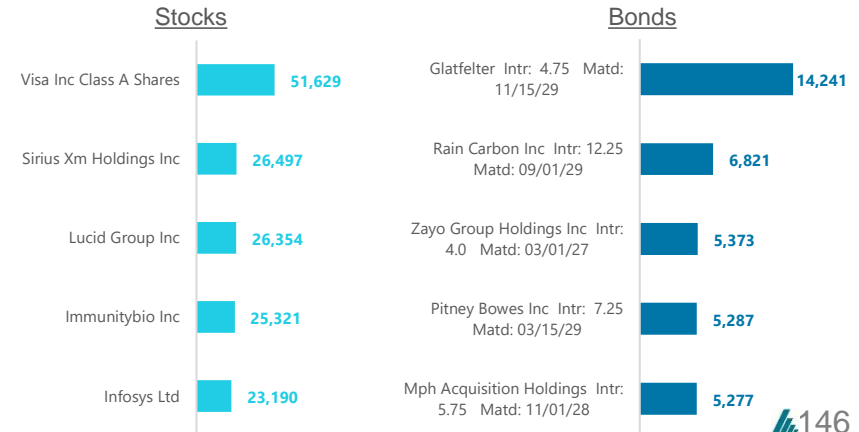 Stocks
Visa Inc Class A Shares
51,629
Sirius Xm Holdings Inc
26,497
Lucid Group Inc
26,354
Immunitybio Inc
25,321
Infosys Ltd
23,190
Bonds
Glatfelter Intr: 4.75 Matd:
11/15/29
14,241
Rain Carbon Inc Intr: 12.25
Matd: 09/01/29
6,821
Zayo Group Holdings Inc Intr:
4.0 Matd: 03/01/27
5,373
Pitney Bowes Inc Intr: 7.25
Matd: 03/15/29
5,287
Mph Acquisition Holdings Intr:
5.75 Matd: 11/01/28
5,277
146